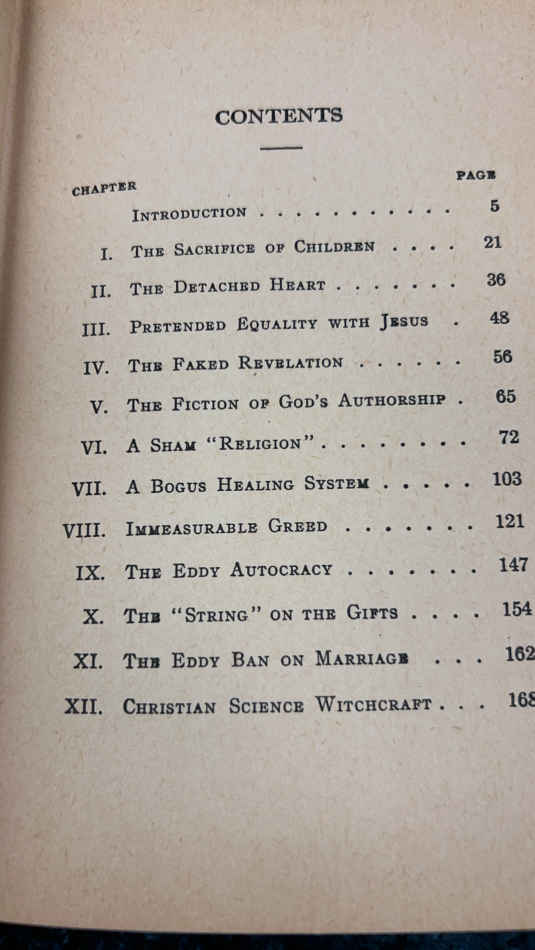 CONTENTS
CHAPTER PAGE
INTRODUCTION . . . . . . . . . . . 5
I. THE SACRIFICE OF CHILDREN . . . . 21
II. THE DETACHED HEART . . . . . . . 36
III. PRETENDED EQUALITY WITH JESUS . 48
IV. THE FAKED REVELATION . . . . . . 56
V. THE FICTION OF GOD'S AUTHORSHIP . 65
VI. A SHAM "RELIGION" . . . . . . . . 72
VII. A BOGUS HEALING SYSTEM . . . . . 103
VIII. IMMEASURABLE GREED . . . . . . . 121
IX. THE EDDY AUTOCRACY . . . . . . . 147
X. THE "STRING" ON THE GIFTS . . . . 154
XI. THE EDDY BAN ON MARRIAGE . . . 162
XII. CHRISTIAN SCIENCE WITCHCRAFT . . . 168